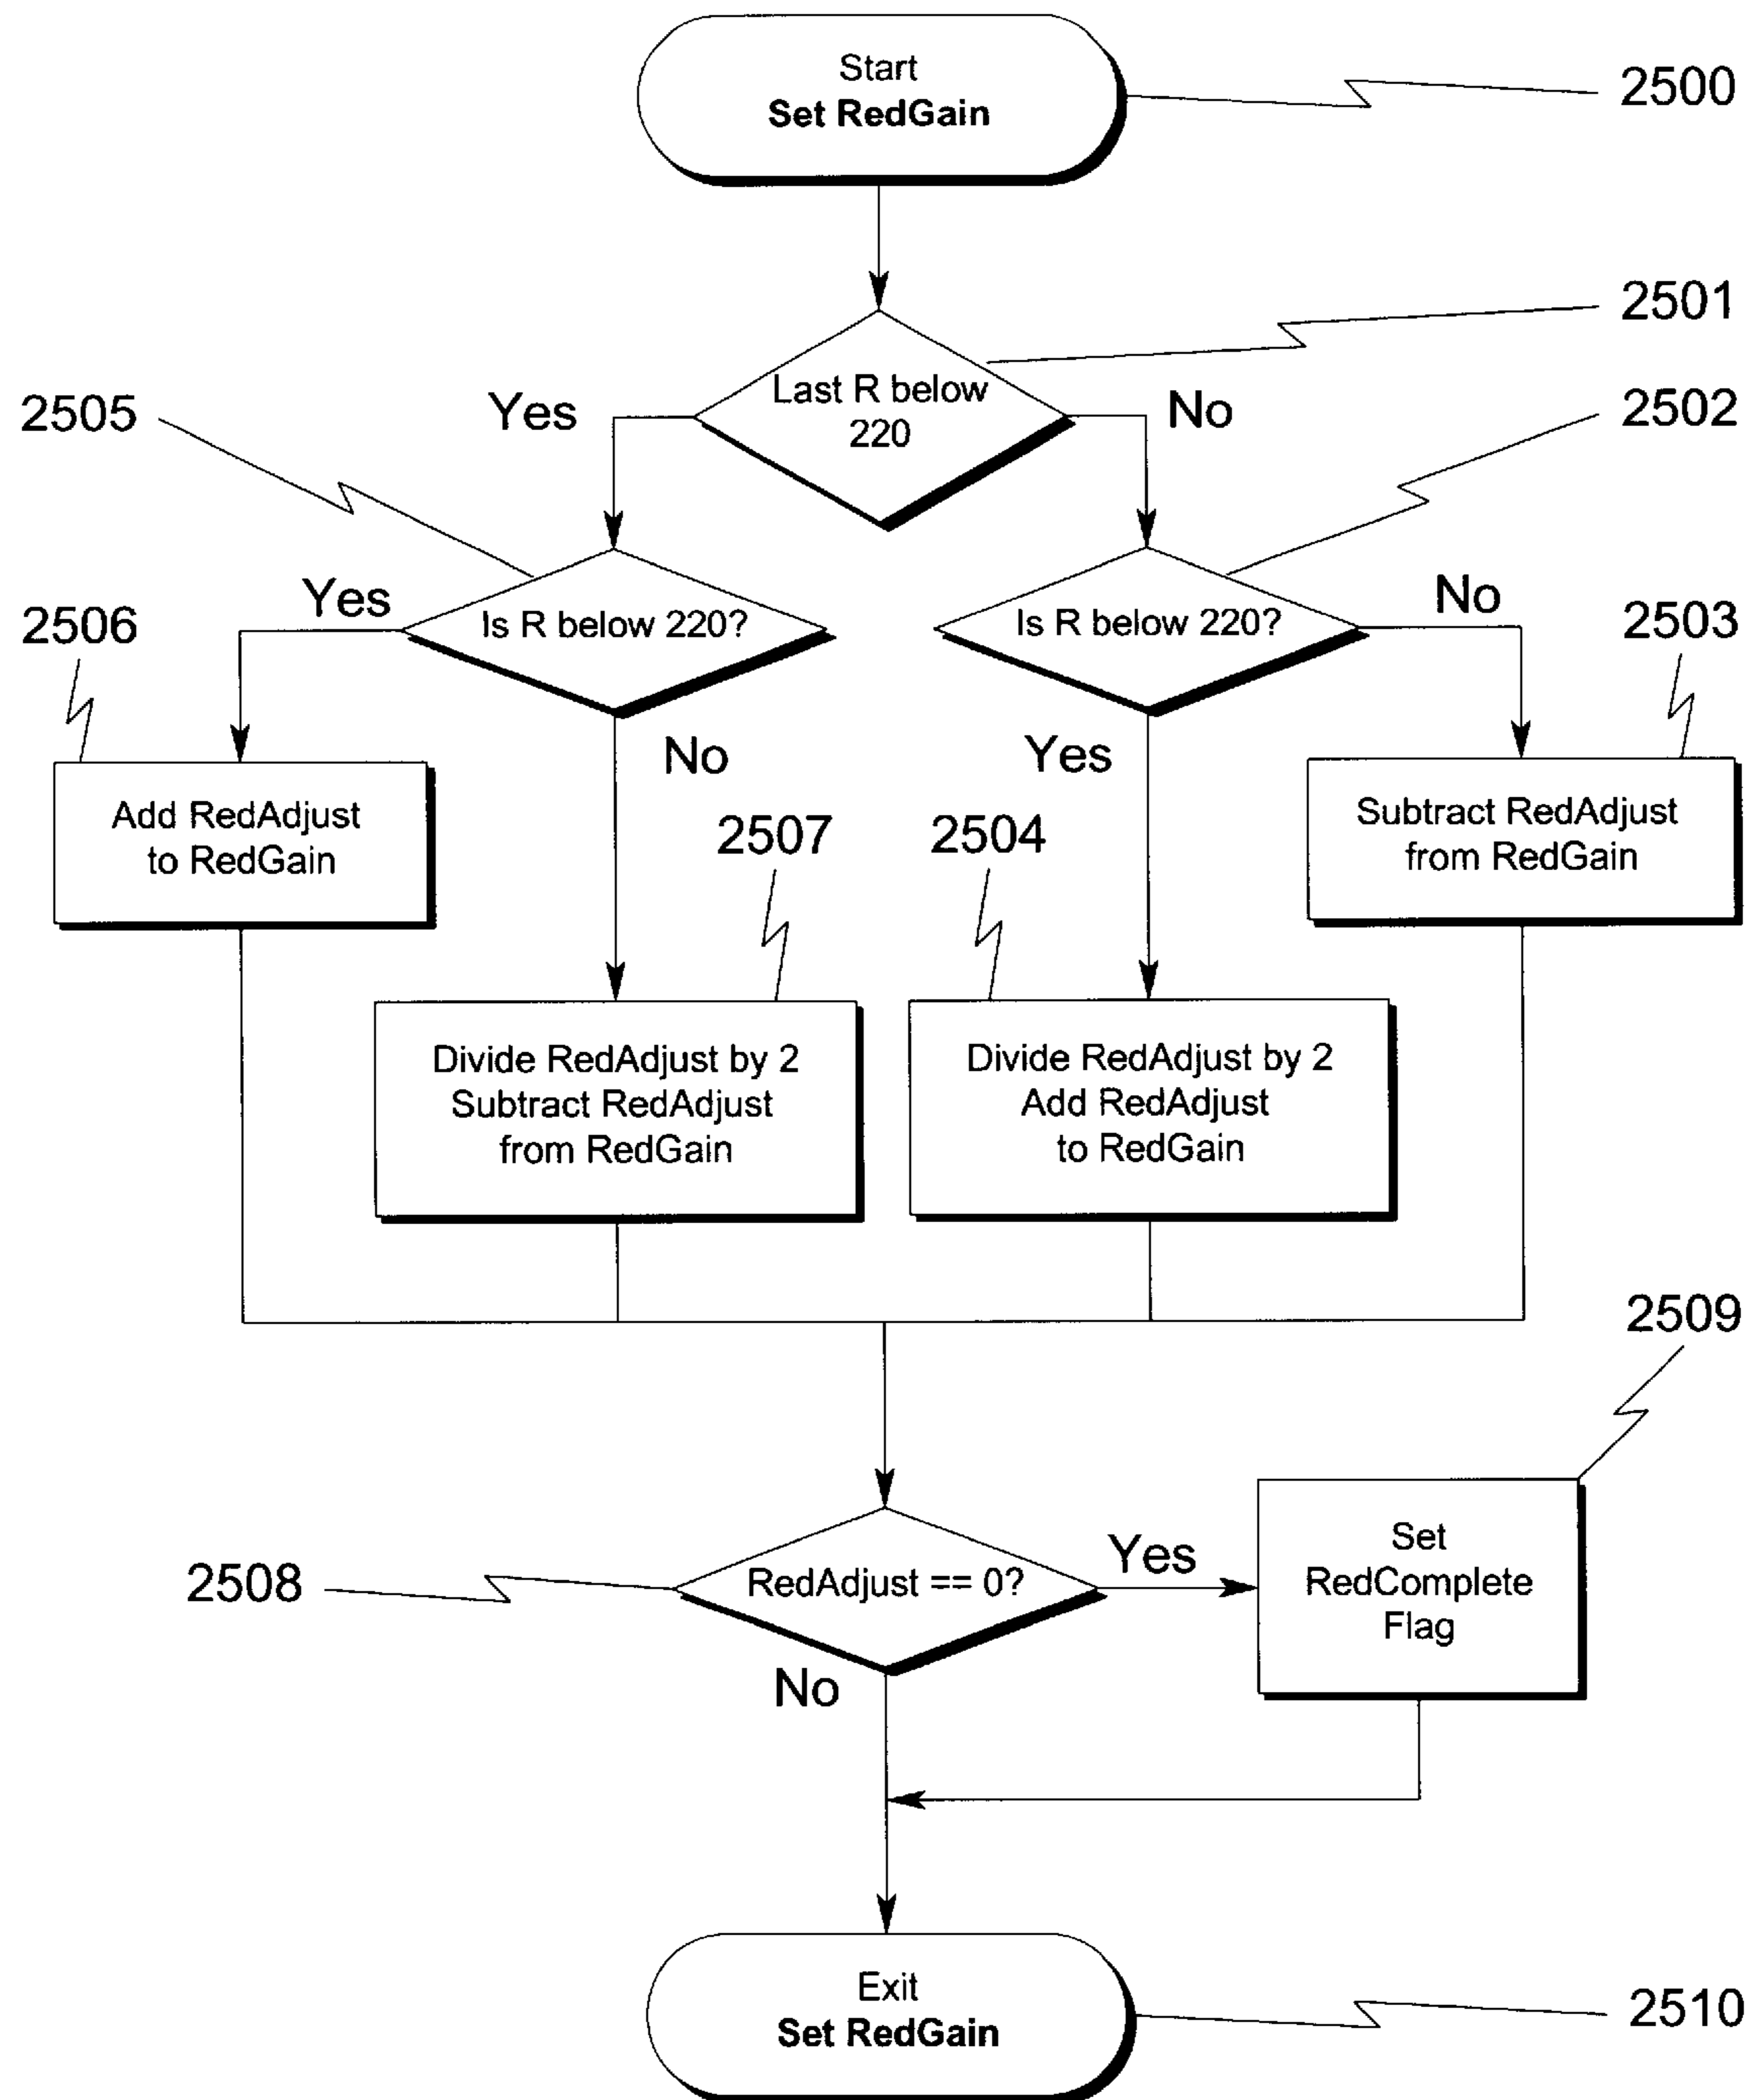 Start
Set RedGain
2500
2501
Last R below
220
Yes
No
2505
2502
Is R below 220?
Yes
No
Is R below 220?
No
Yes
2506
2503
Add RedAdjust
to RedGain
Subtract RedAdjust
from RedGain
2507
2504
Divide RedAdjust by 2
Subtract RedAdjust
from RedGain
Divide RedAdjust by 2
Add RedAdjust
to RedGain
2509
2508
RedAdjust == 0?
Yes
No
Set
RedComplete
Flag
Exit
Set RedGain
2510